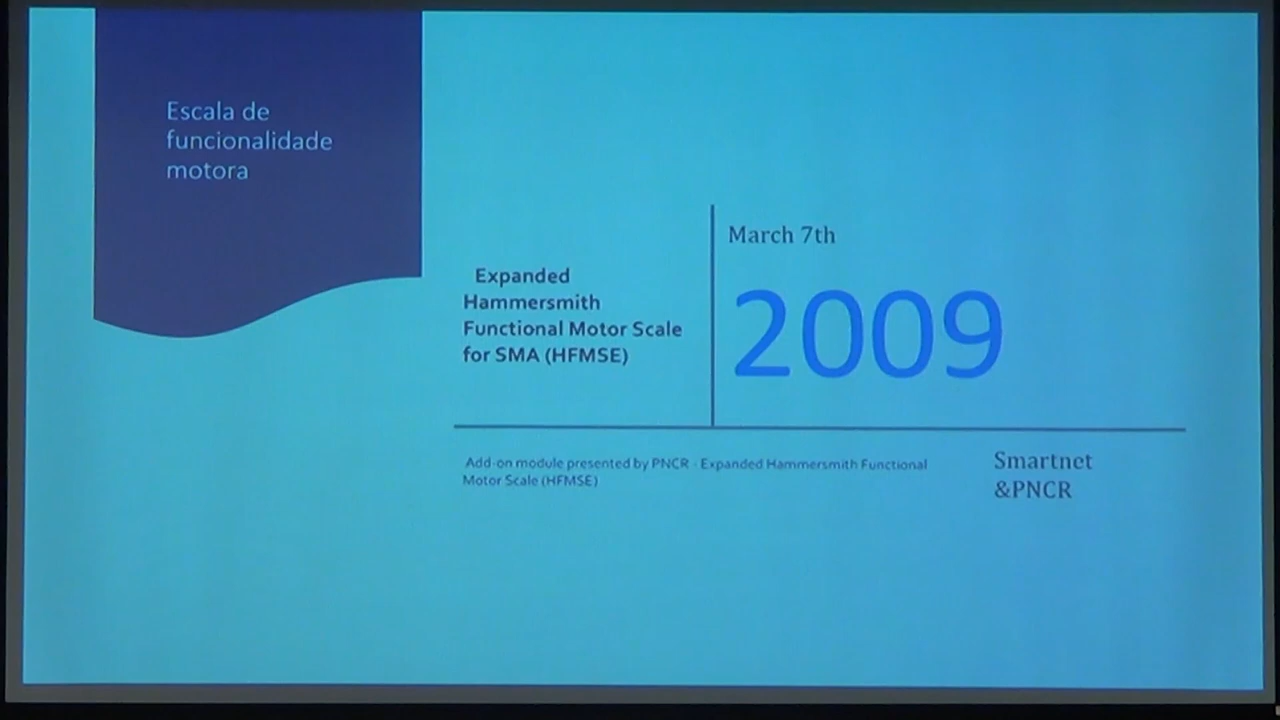 Escala de
funcionalidade
motora
Expanded
Hammersmith
Functional Motor Scale
for SMA (HFMSE)
March 7th
2009
Add-on module presented by PNCR - Expanded Hammersmith Functional
Motor Scale (HFMSE)
Smartnet
&PNCR